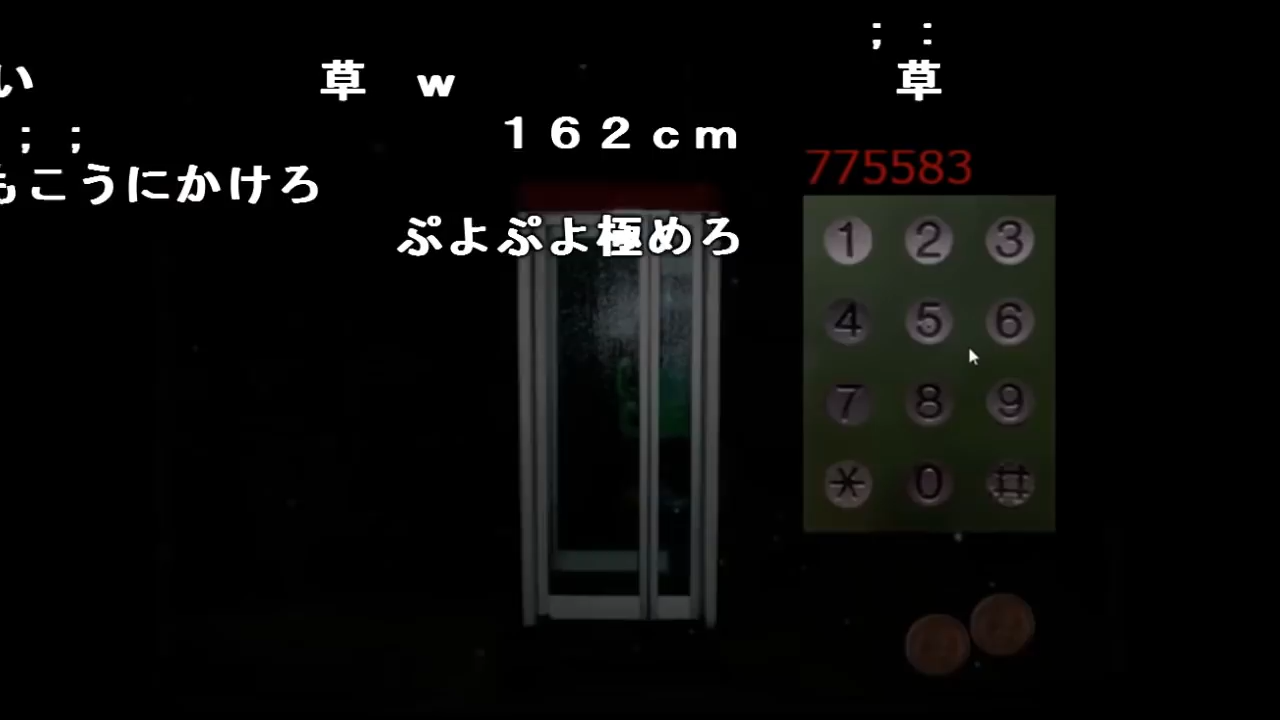 ； ：
い
草 w
草
； ；
１６２ｃｍ
もこうにかけろ
775583
ぷよぷよ極めろ
1 2 3
4 5 6
7 8 9
* 0 #